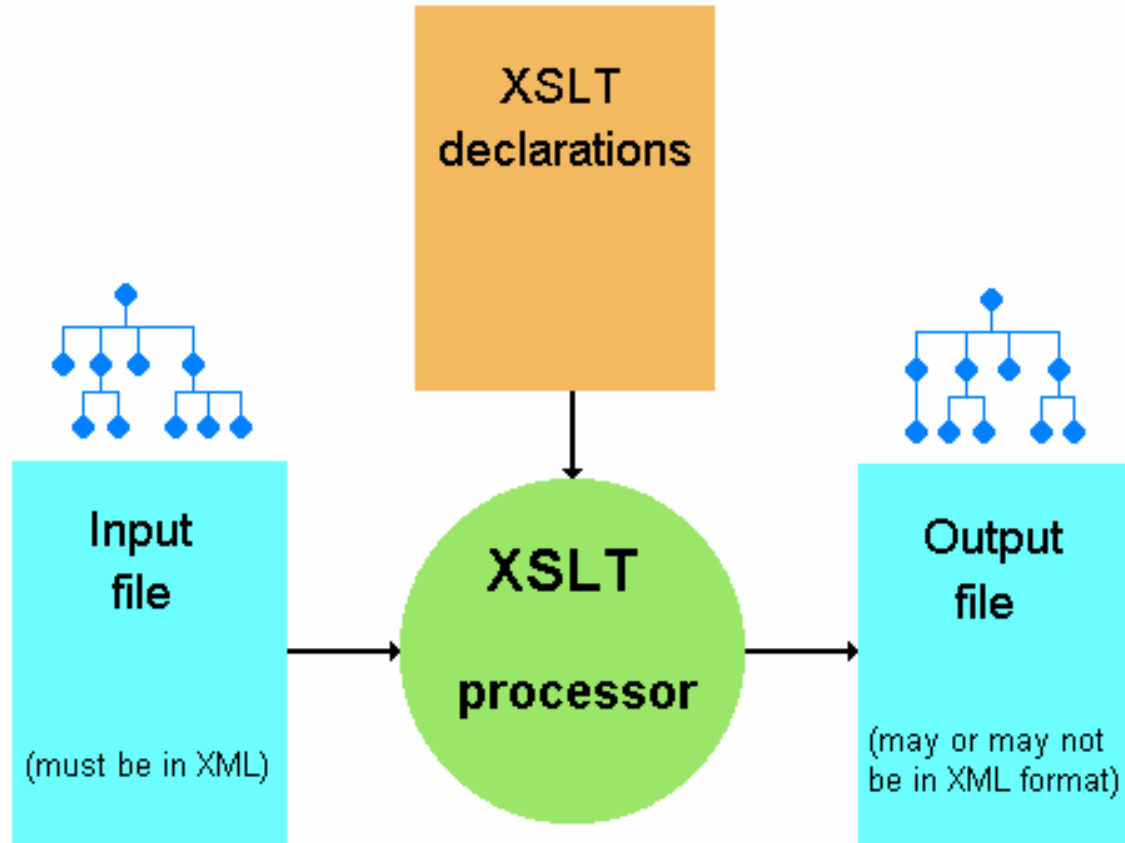 XSLT
declarations
Input
file
(must be in XML)
XSLT
processor
Output
file
(may or may not
be in XML format)